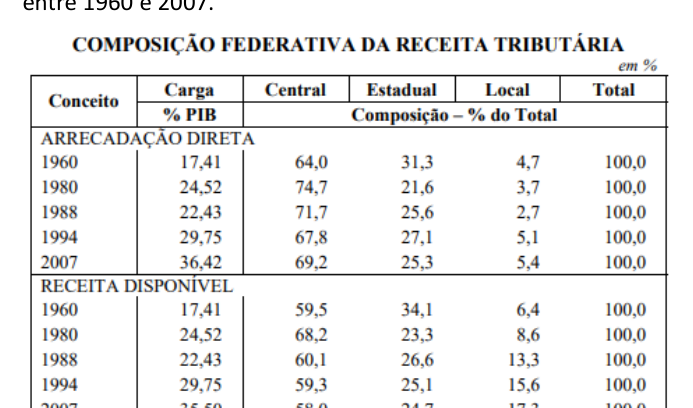 entre 1960 e 2007.
COMPOSIÇÃO FEDERATIVA DA RECEITA TRIBUTÁRIA
em %
Conceito Carga Central Estadual Local Total
% PIB Composição – % do Total
ARRECADAÇÃO DIRETA
1960 17,41 64,0 31,3 4,7 100,0
1980 24,52 74,7 21,6 3,7 100,0
1988 22,43 71,7 25,6 2,7 100,0
1994 29,75 67,8 27,1 5,1 100,0
2007 36,42 69,2 25,3 5,4 100,0
RECEITA DISPONÍVEL
1960 17,41 59,5 34,1 6,4 100,0
1980 24,52 68,2 23,3 8,6 100,0
1988 22,43 60,1 26,6 13,3 100,0
1994 29,75 59,3 25,1 15,6 100,0
2007 100,0